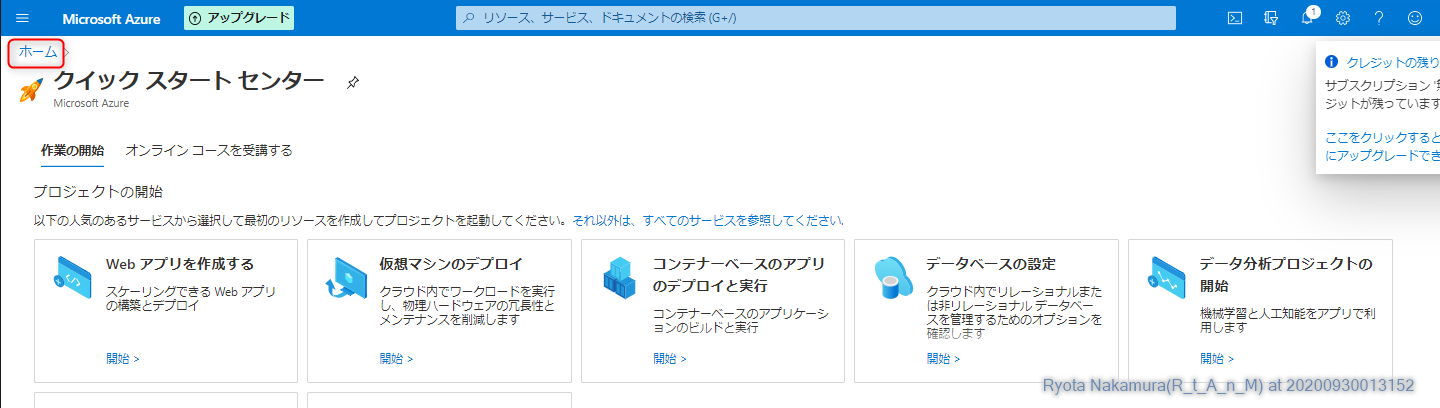 Microsoft Azure
アップグレード
リソース、サービス、ドキュメントの検索 (G+/)
1
ホーム >
クイック スタート センター
Microsoft Azure
クレジットの残り
サブスクリプション '無
ジットが残っています
ここをクリックすると
にアップグレードでき
作業の開始
オンライン コースを受講する
プロジェクトの開始
以下の人気のあるサービスから選択して最初のリソースを作成してプロジェクトを起動してください。それ以外は、すべてのサービスを参照してください.
Web アプリを作成する
スケーリングできる Web アプリ
の構築とデプロイ
開始 >
仮想マシンのデプロイ
クラウド内でワークロードを実行
し、物理ハードウェアの冗長性と
メンテナンスを削減します
開始 >
コンテナーベースのアプリ
のデプロイと実行
コンテナーベースのアプリケーシ
ョンのビルドと実行
開始 >
データベースの設定
クラウド内でリレーショナルまた
は非リレーショナル データベー
スを管理するためのオプションを
確認します
開始 >
データ分析プロジェクトの
開始
機械学習と人工知能をアプリで利
用します
開始 >
Ryota Nakamura(R_t_A_n_M) at 20200930013152